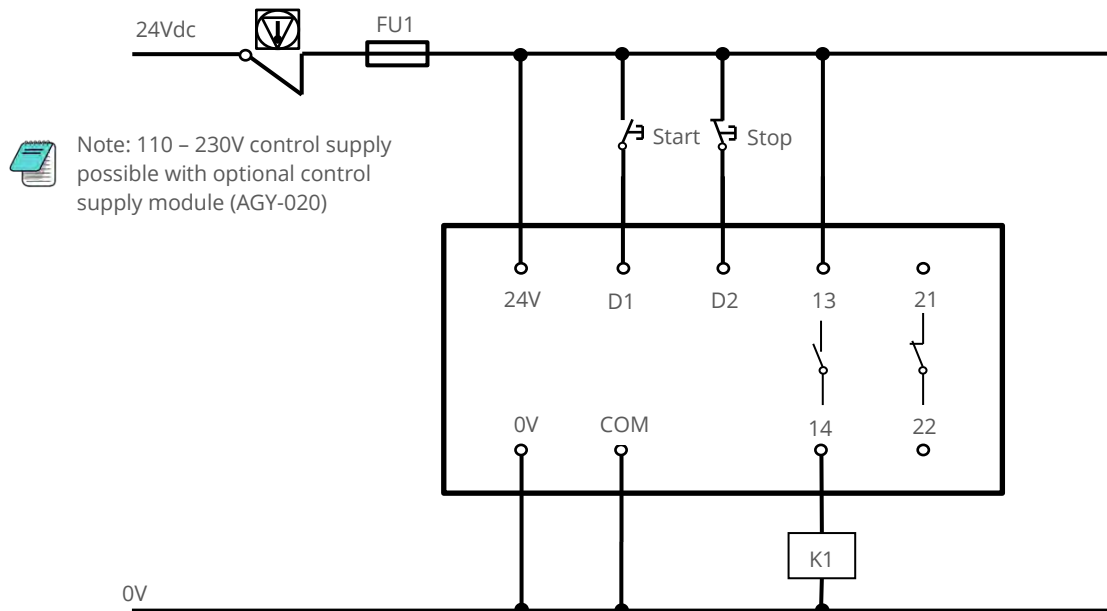 24Vdc
FU1
Note: 110 – 230V control supply
possible with optional control
supply module (AGY-020)
Start
Stop
24V
D1
D2
13
21
0V
COM
14
22
K1
0V